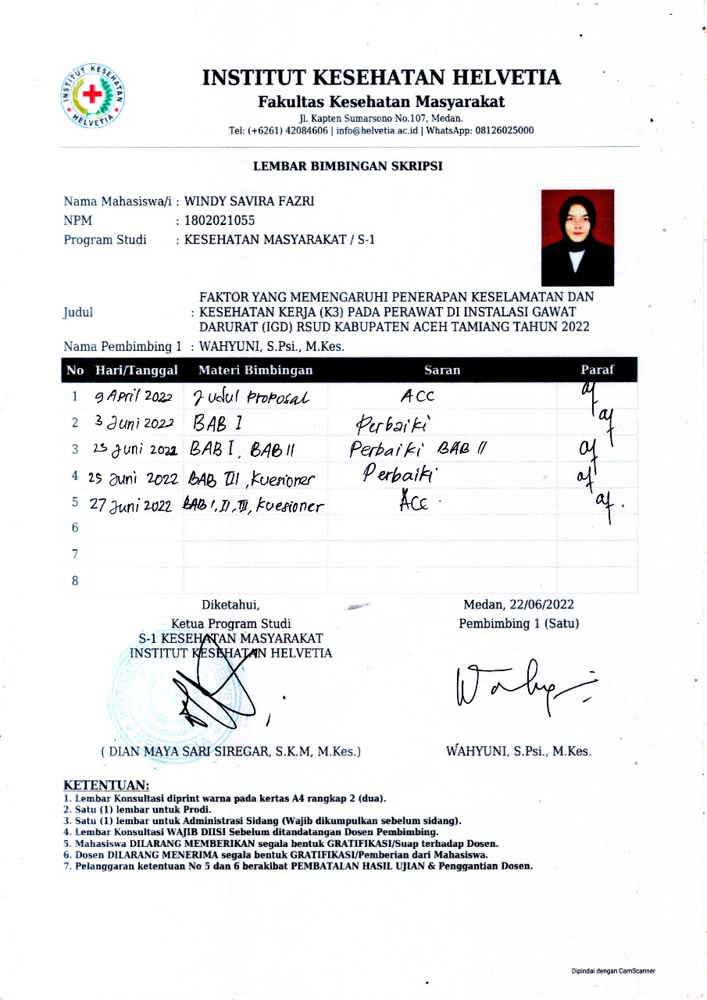 INSTITUT KESEHATAN HELVETIA
INSTITUT KESEHATAN HELVETIA
Fakultas Kesehatan Masyarakat
Jl. Kapten Sumarsono No.107, Medan.
Tel: (+6261) 42084606 | info@helvetia.ac.id | WhatsApp: 08126025000
LEMBAR BIMBINGAN SKRIPSI
Nama Mahasiswa/i : WINDY SAVIRA FAZRI
NPM : 1802021055
Program Studi : KESEHATAN MASYARAKAT / S-1
Judul : FAKTOR YANG MEMENGARUHI PENERAPAN KESELAMATAN DAN
KESEHATAN KERJA (K3) PADA PERAWAT DI INSTALASI GAWAT
DARURAT (IGD) RSUD KABUPATEN ACEH TAMIANG TAHUN 2022
Nama Pembimbing 1 : WAHYUNI, S.Psi., M.Kes.
No Hari/Tanggal Materi Bimbingan Saran Paraf
1 9 April 2022 Judul Proposal ACC
2 3 Juni 2022 BAB I Perbaiki
3 23 Juni 2022 BAB I, BAB II Perbaiki BAB II
4 25 Juni 2022 BAB III, Kuesioner Perbaiki
5 27 Juni 2022 BAB I, II, III, Kuesioner ACC
6
7
8
Diketahui,
Ketua Program Studi
S-1 KESEHATAN MASYARAKAT
INSTITUT KESEHATAN HELVETIA
( DIAN MAYA SARI SIREGAR, S.K.M, M.Kes.)
Medan, 22/06/2022
Pembimbing 1 (Satu)
WAHYUNI, S.Psi., M.Kes.
KETENTUAN:
1. Lembar Konsultasi diprint warna pada kertas A4 rangkap 2 (dua).
2. Satu (1) lembar untuk Prodi.
3. Satu (1) lembar untuk Administrasi Sidang (Wajib dikumpulkan sebelum sidang).
4. Lembar Konsultasi WAJIB DIISI Sebelum ditandatangan Dosen Pembimbing.
5. Mahasiswa DILARANG MEMBERIKAN segala bentuk GRATIFIKASI/Suap terhadap Dosen.
6. Dosen DILARANG MENERIMA segala bentuk GRATIFIKASI/Pemberian dari Mahasiswa.
7. Pelanggaran ketentuan No 5 dan 6 berakibat PEMBATALAN HASIL UJIAN & Penggantian Dosen.
Dipindai dengan CamScanner